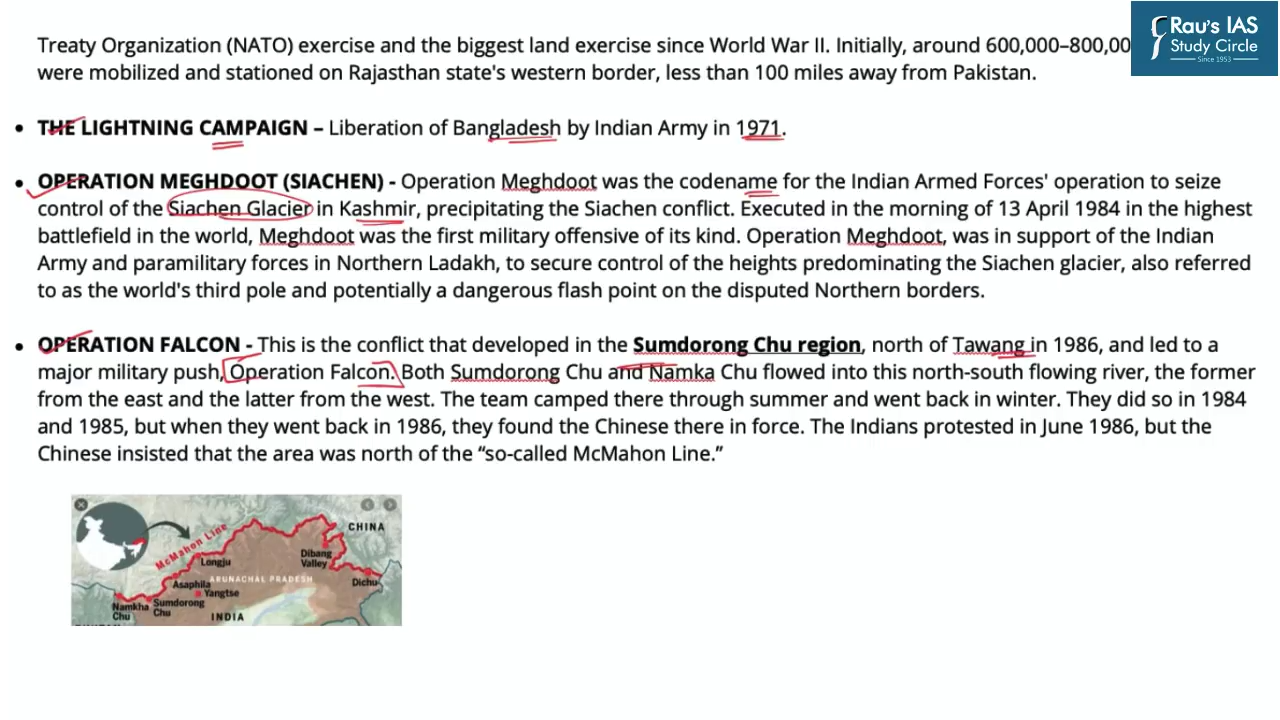 Rau's IAS
Study Circle
Since 1953
Treaty Organization (NATO) exercise and the biggest land exercise since World War II. Initially, around 600,000–800,00
were mobilized and stationed on Rajasthan state's western border, less than 100 miles away from Pakistan.
• THE LIGHTNING CAMPAIGN – Liberation of Bangladesh by Indian Army in 1971.
• OPERATION MEGHDOOT (SIACHEN) - Operation Meghdoot was the codename for the Indian Armed Forces' operation to seize
control of the Siachen Glacier in Kashmir, precipitating the Siachen conflict. Executed in the morning of 13 April 1984 in the highest
battlefield in the world, Meghdoot was the first military offensive of its kind. Operation Meghdoot, was in support of the Indian
Army and paramilitary forces in Northern Ladakh, to secure control of the heights predominating the Siachen glacier, also referred
to as the world's third pole and potentially a dangerous flash point on the disputed Northern borders.
• OPERATION FALCON - This is the conflict that developed in the Sumdorong Chu region, north of Tawang in 1986, and led to a
major military push, Operation Falcon. Both Sumdorong Chu and Namka Chu flowed into this north-south flowing river, the former
from the east and the latter from the west. The team camped there through summer and went back in winter. They did so in 1984
and 1985, but when they went back in 1986, they found the Chinese there in force. The Indians protested in June 1986, but the
Chinese insisted that the area was north of the “so-called McMahon Line.”
McMahon Line
CHINA
Longju
Dibang
Valley
Asaphila
ARUNACHAL PRADESH
Dichu
Yangtse
Namkha
Chu
Sumdorong
Chu
INDIA